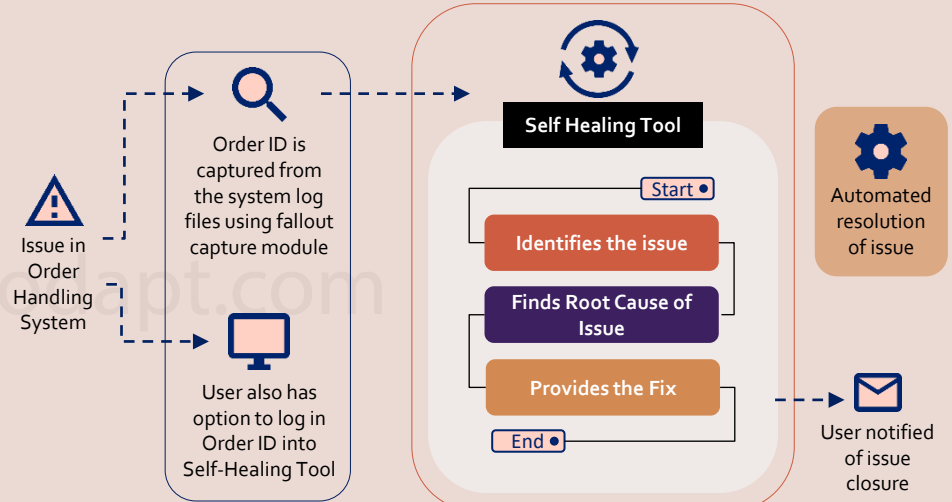 Issue in
Order
Handling
System
Order ID is
captured from
the system log
files using fallout
capture module
User also has
option to log in
Order ID into
Self-Healing Tool
Self Healing Tool
Start
Identifies the issue
Finds Root Cause of
Issue
Provides the Fix
End
Automated
resolution
of issue
User notified
of issue
closure
odapt.com